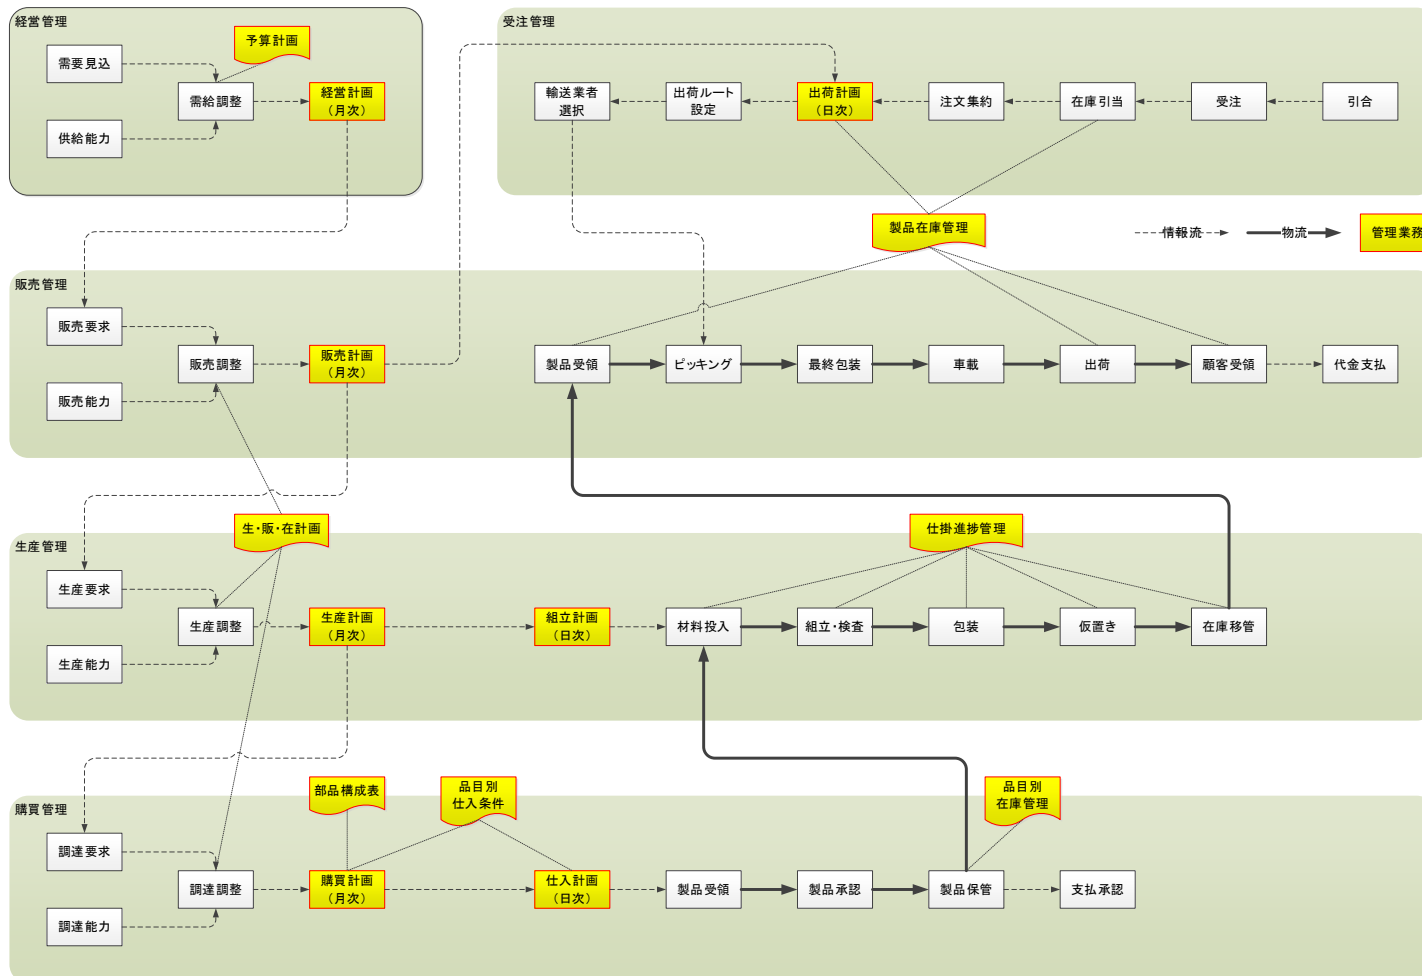 経営管理
予算計画
需要見込
需給調整
経営計画
（月次）
供給能力
受注管理
輸送業者
選択
出荷ルート
設定
出荷計画
（日次）
注文集約
在庫引当
受注
引合
製品在庫管理
情報流
物流
管理業務
販売管理
販売要求
販売調整
販売計画
（月次）
販売能力
製品受領
ピッキング
最終包装
車載
出荷
顧客受領
代金支払
生・販・在計画
仕掛進捗管理
生産管理
生産要求
生産調整
生産計画
（月次）
生産能力
組立計画
（日次）
材料投入
組立・検査
包装
仮置き
在庫移管
部品構成表
品目別
仕入条件
品目別
在庫管理
購買管理
調達要求
調達調整
購買計画
（月次）
調達能力
仕入計画
（日次）
製品受領
製品承認
製品保管
支払承認